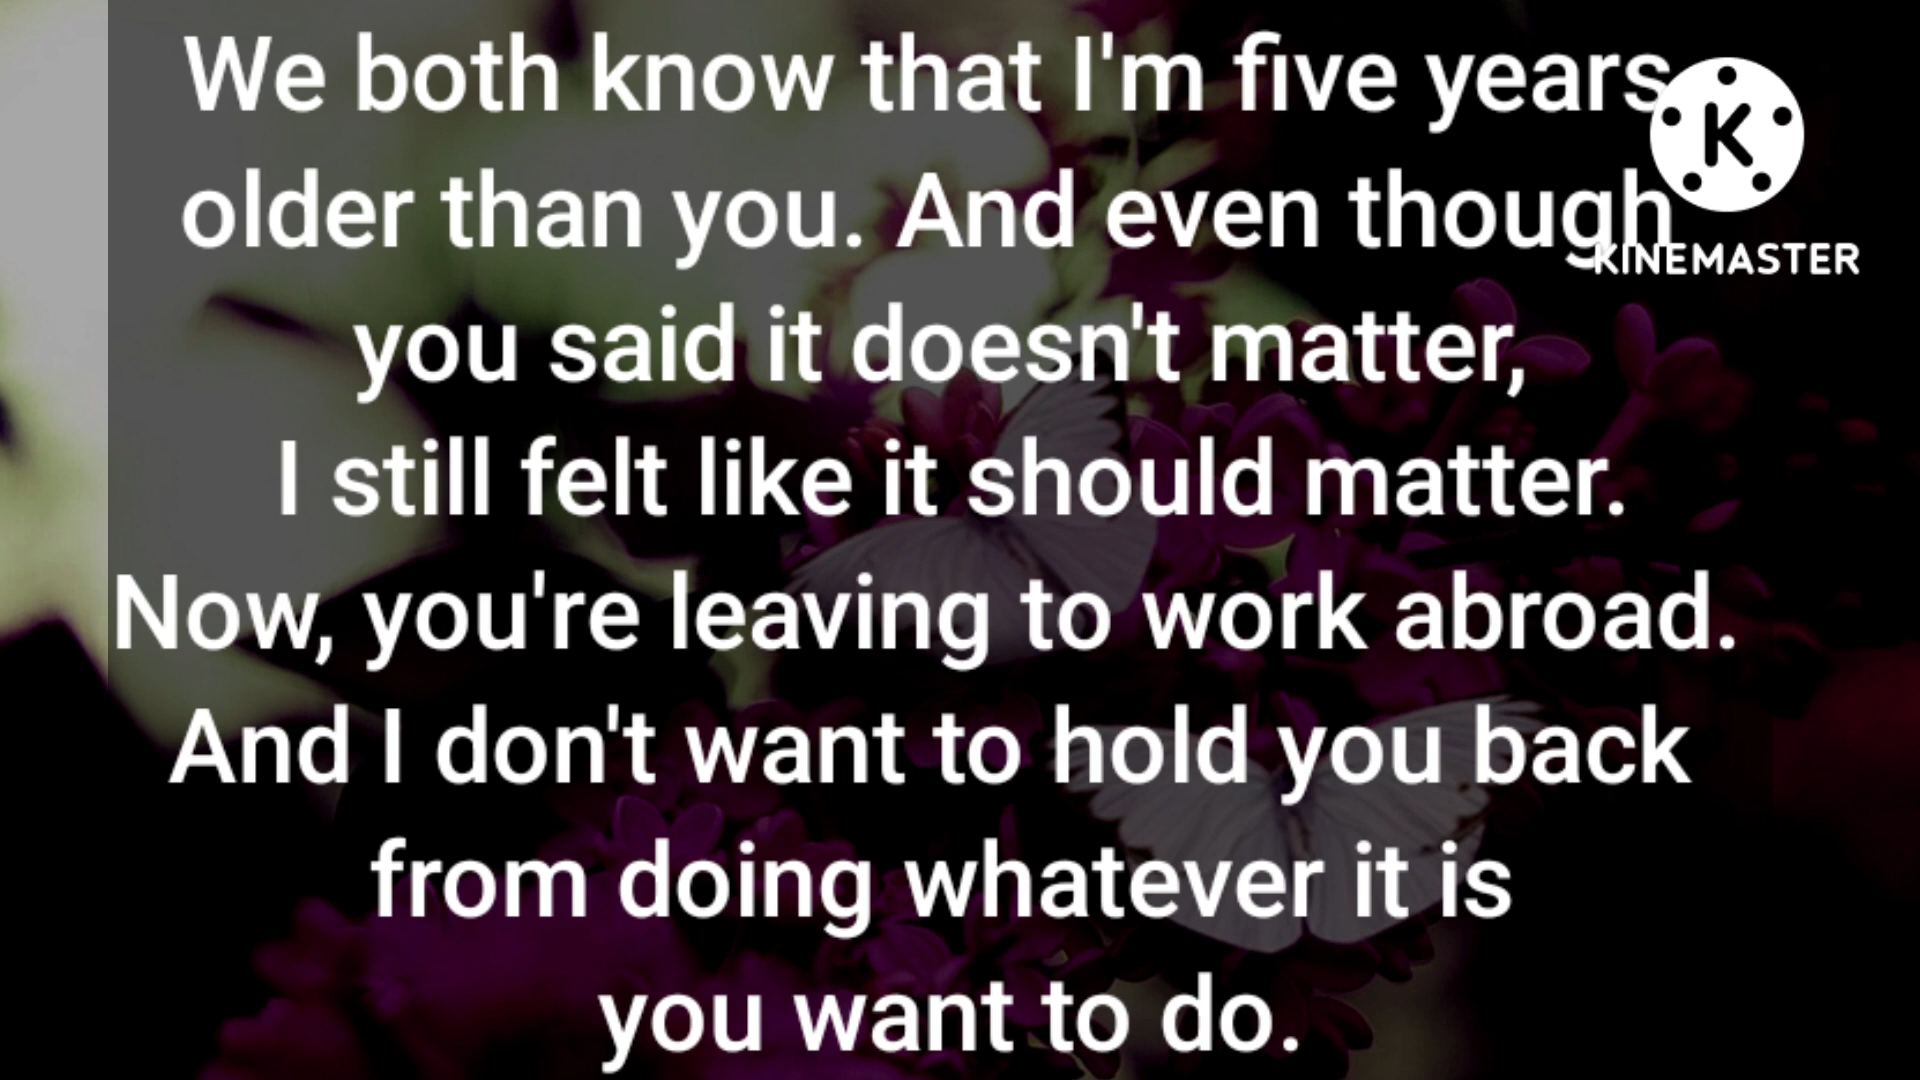 We both know that I'm five years
older than you. And even though
you said it doesn't matter,
I still felt like it should matter.
Now, you're leaving to work abroad.
And I don't want to hold you back
from doing whatever it is
you want to do.
K
KINEMASTER